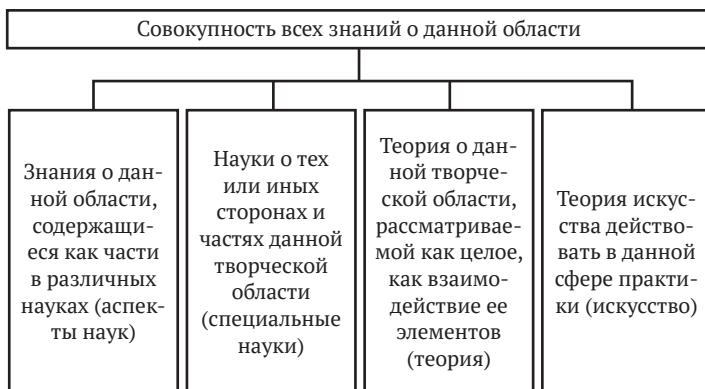 Совокупность всех знаний о данной области
Знания о дан-
ной области,
содержащи-
еся как части
в различных
науках (аспек-
ты наук)
Науки о тех
или иных
сторонах и
частях данной
творческой
области
(специальные
науки)
Теория о дан-
ной творче-
ской области,
рассматривае-
мой как целое,
как взаимо-
действие ее
элементов
(теория)
Теория искус-
ства действо-
вать в данной
сфере практи-
ки (искусство)